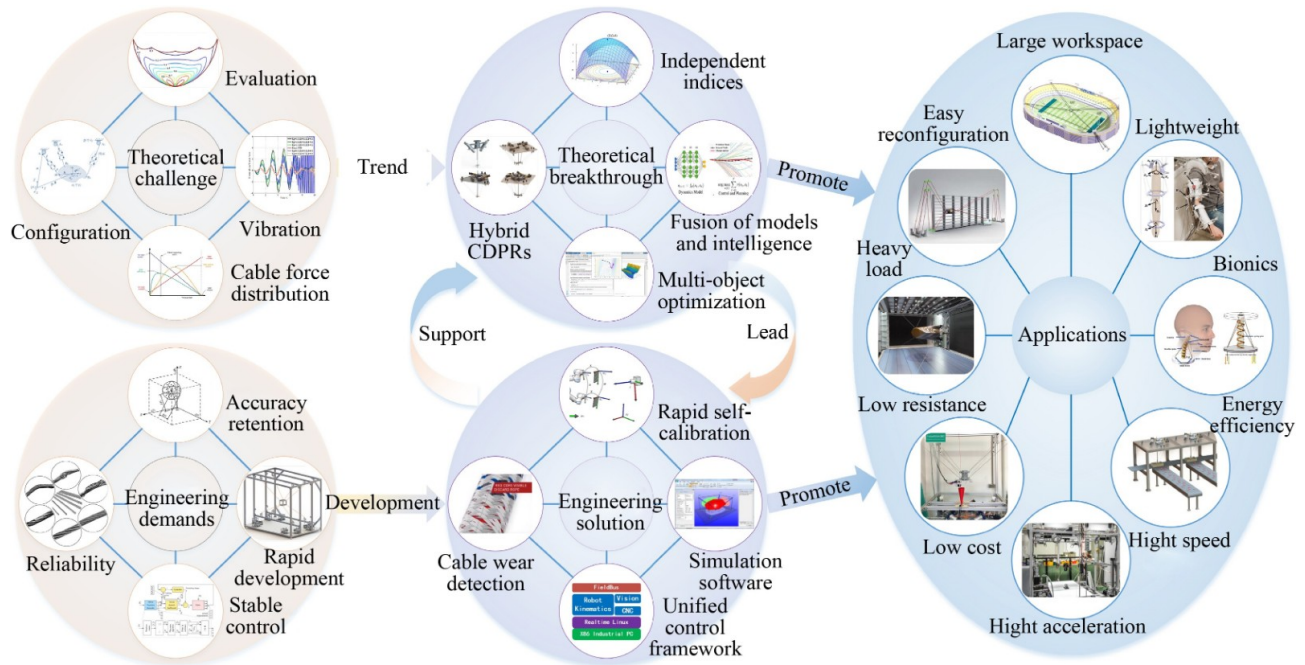 Evaluation
Theoretical
challenge
Configuration
Vibration
Cable force
distribution
Trend
Independent
indices
Theoretical
breakthrough
Hybrid
CDPRs
Fusion of models
and intelligence
Multi-object
optimization
Promote
Support
Lead
Accuracy
retention
Engineering
demands
Reliability
Rapid
development
Stable
control
Development
Rapid self-
calibration
Engineering
solution
Cable wear
detection
Simulation
software
FieldBus
Robot
Kinematics
Vision
CNC
Realtime Linux
X86 Industrial PC
Unified
control
framework
Promote
Large workspace
Easy
reconfiguration
Lightweight
Heavy
load
Bionics
Applications
Low resistance
Energy
efficiency
Low cost
Hight speed
Hight acceleration